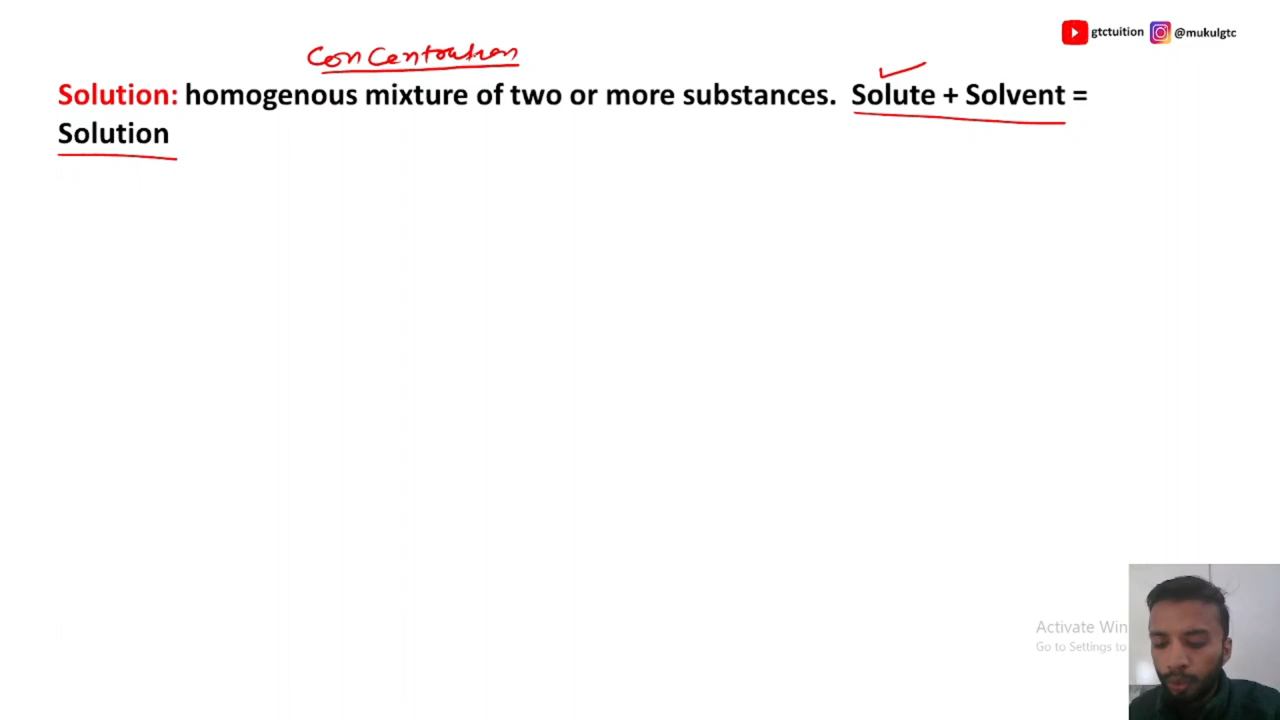 gtctuition @mukulgtc
Concentration
Solution: homogenous mixture of two or more substances. Solute + Solvent =
Solution
Activate Win
Go to Settings to